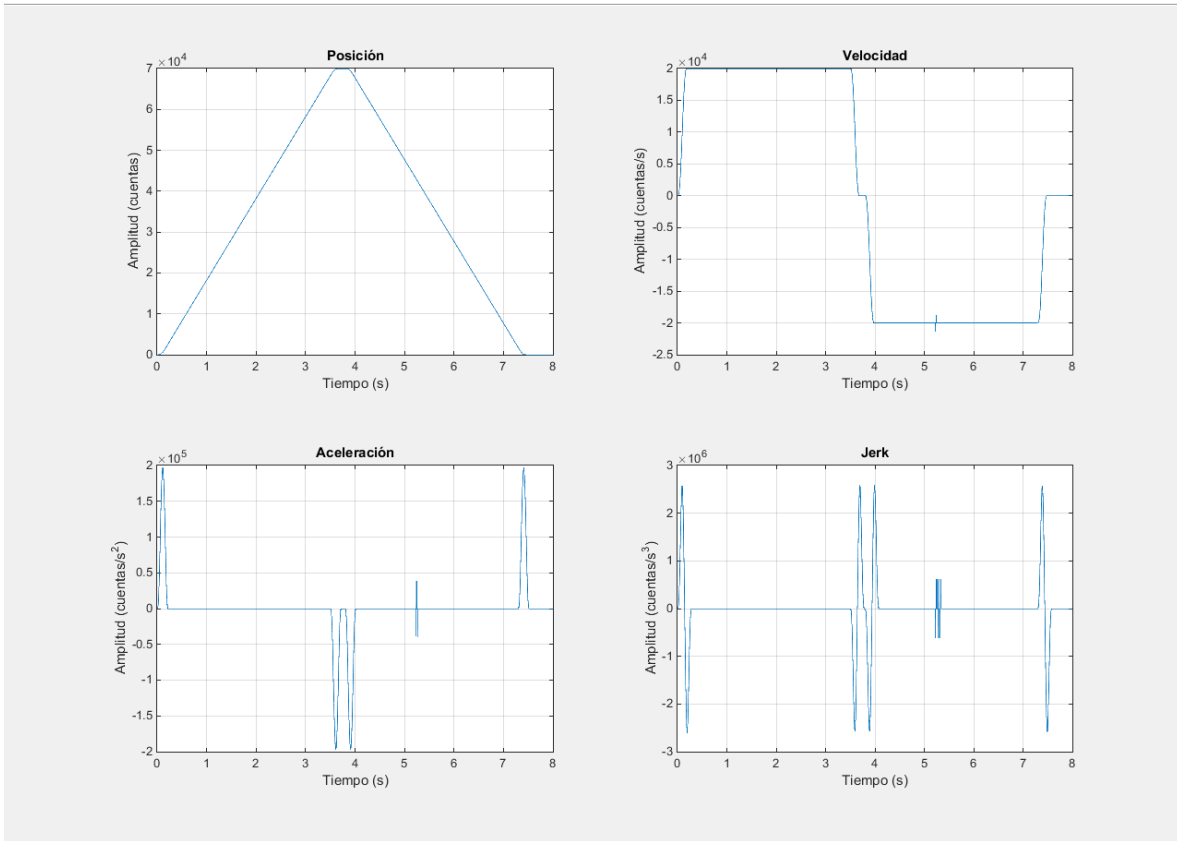 Posición
×10⁴
7
6
5
4
3
2
1
0
Amplitud (cuentas)
0 1 2 3 4 5 6 7 8
Tiempo (s)
Velocidad
×10⁴
2
1.5
1
0.5
0
-0.5
-1
-1.5
-2
-2.5
Amplitud (cuentas/s)
0 1 2 3 4 5 6 7 8
Tiempo (s)
Aceleración
×10⁵
2
1.5
1
0.5
0
-0.5
-1
-1.5
-2
Amplitud (cuentas/s²)
0 1 2 3 4 5 6 7 8
Tiempo (s)
Jerk
×10⁶
3
2
1
0
-1
-2
-3
Amplitud (cuentas/s³)
0 1 2 3 4 5 6 7 8
Tiempo (s)